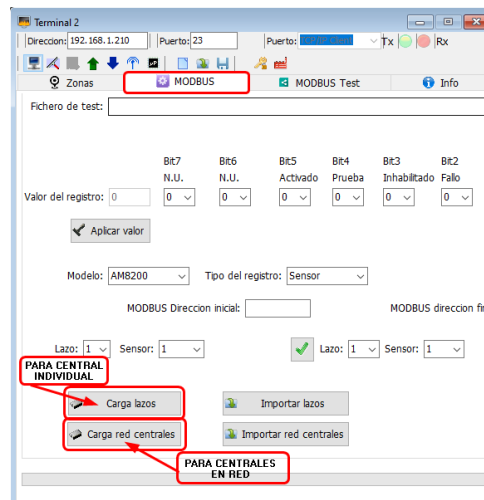 Terminal 2
Direccion: 192.168.1.210 Puerto: 23 Puerto: Tx Rx
Zonas MODBUS MODBUS Test Info
Fichero de test:
Bit7 Bit6 Bit5 Bit4 Bit3 Bit2
N.U. N.U. Activado Prueba Inhabilitado Fallo
Valor del registro: 0 0 0 0 0 0 0
Aplicar valor
Modelo: AM8200 Tipo del registro: Sensor
MODBUS Direccion inicial: MODBUS direccion fi
Lazo: 1 Sensor: 1 Lazo: 1 Sensor: 1
PARA CENTRAL
INDIVIDUAL
Carga lazos Importar lazos
Carga red centrales Importar red centrales
PARA CENTRALES
EN RED